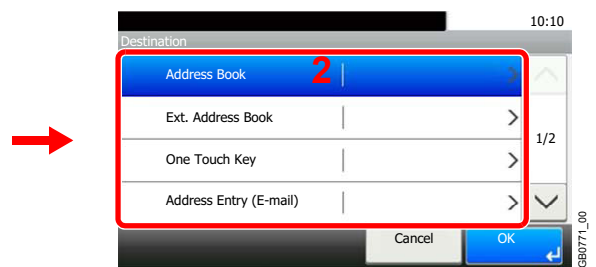 10:10
Destination
Address Book
2
Ext. Address Book
One Touch Key
1/2
Address Entry (E-mail)
Cancel
OK
GB0771_00